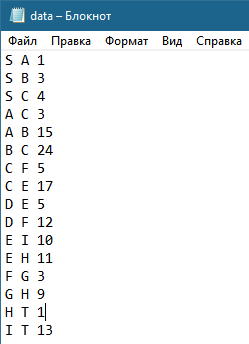 data – Блокнот
Файл Правка Формат Вид Справка
S A 1
S B 3
S C 4
A C 3
A B 15
B C 24
C F 5
C E 17
D E 5
D F 12
E I 10
E H 11
F G 3
G H 9
H T 1
I T 13